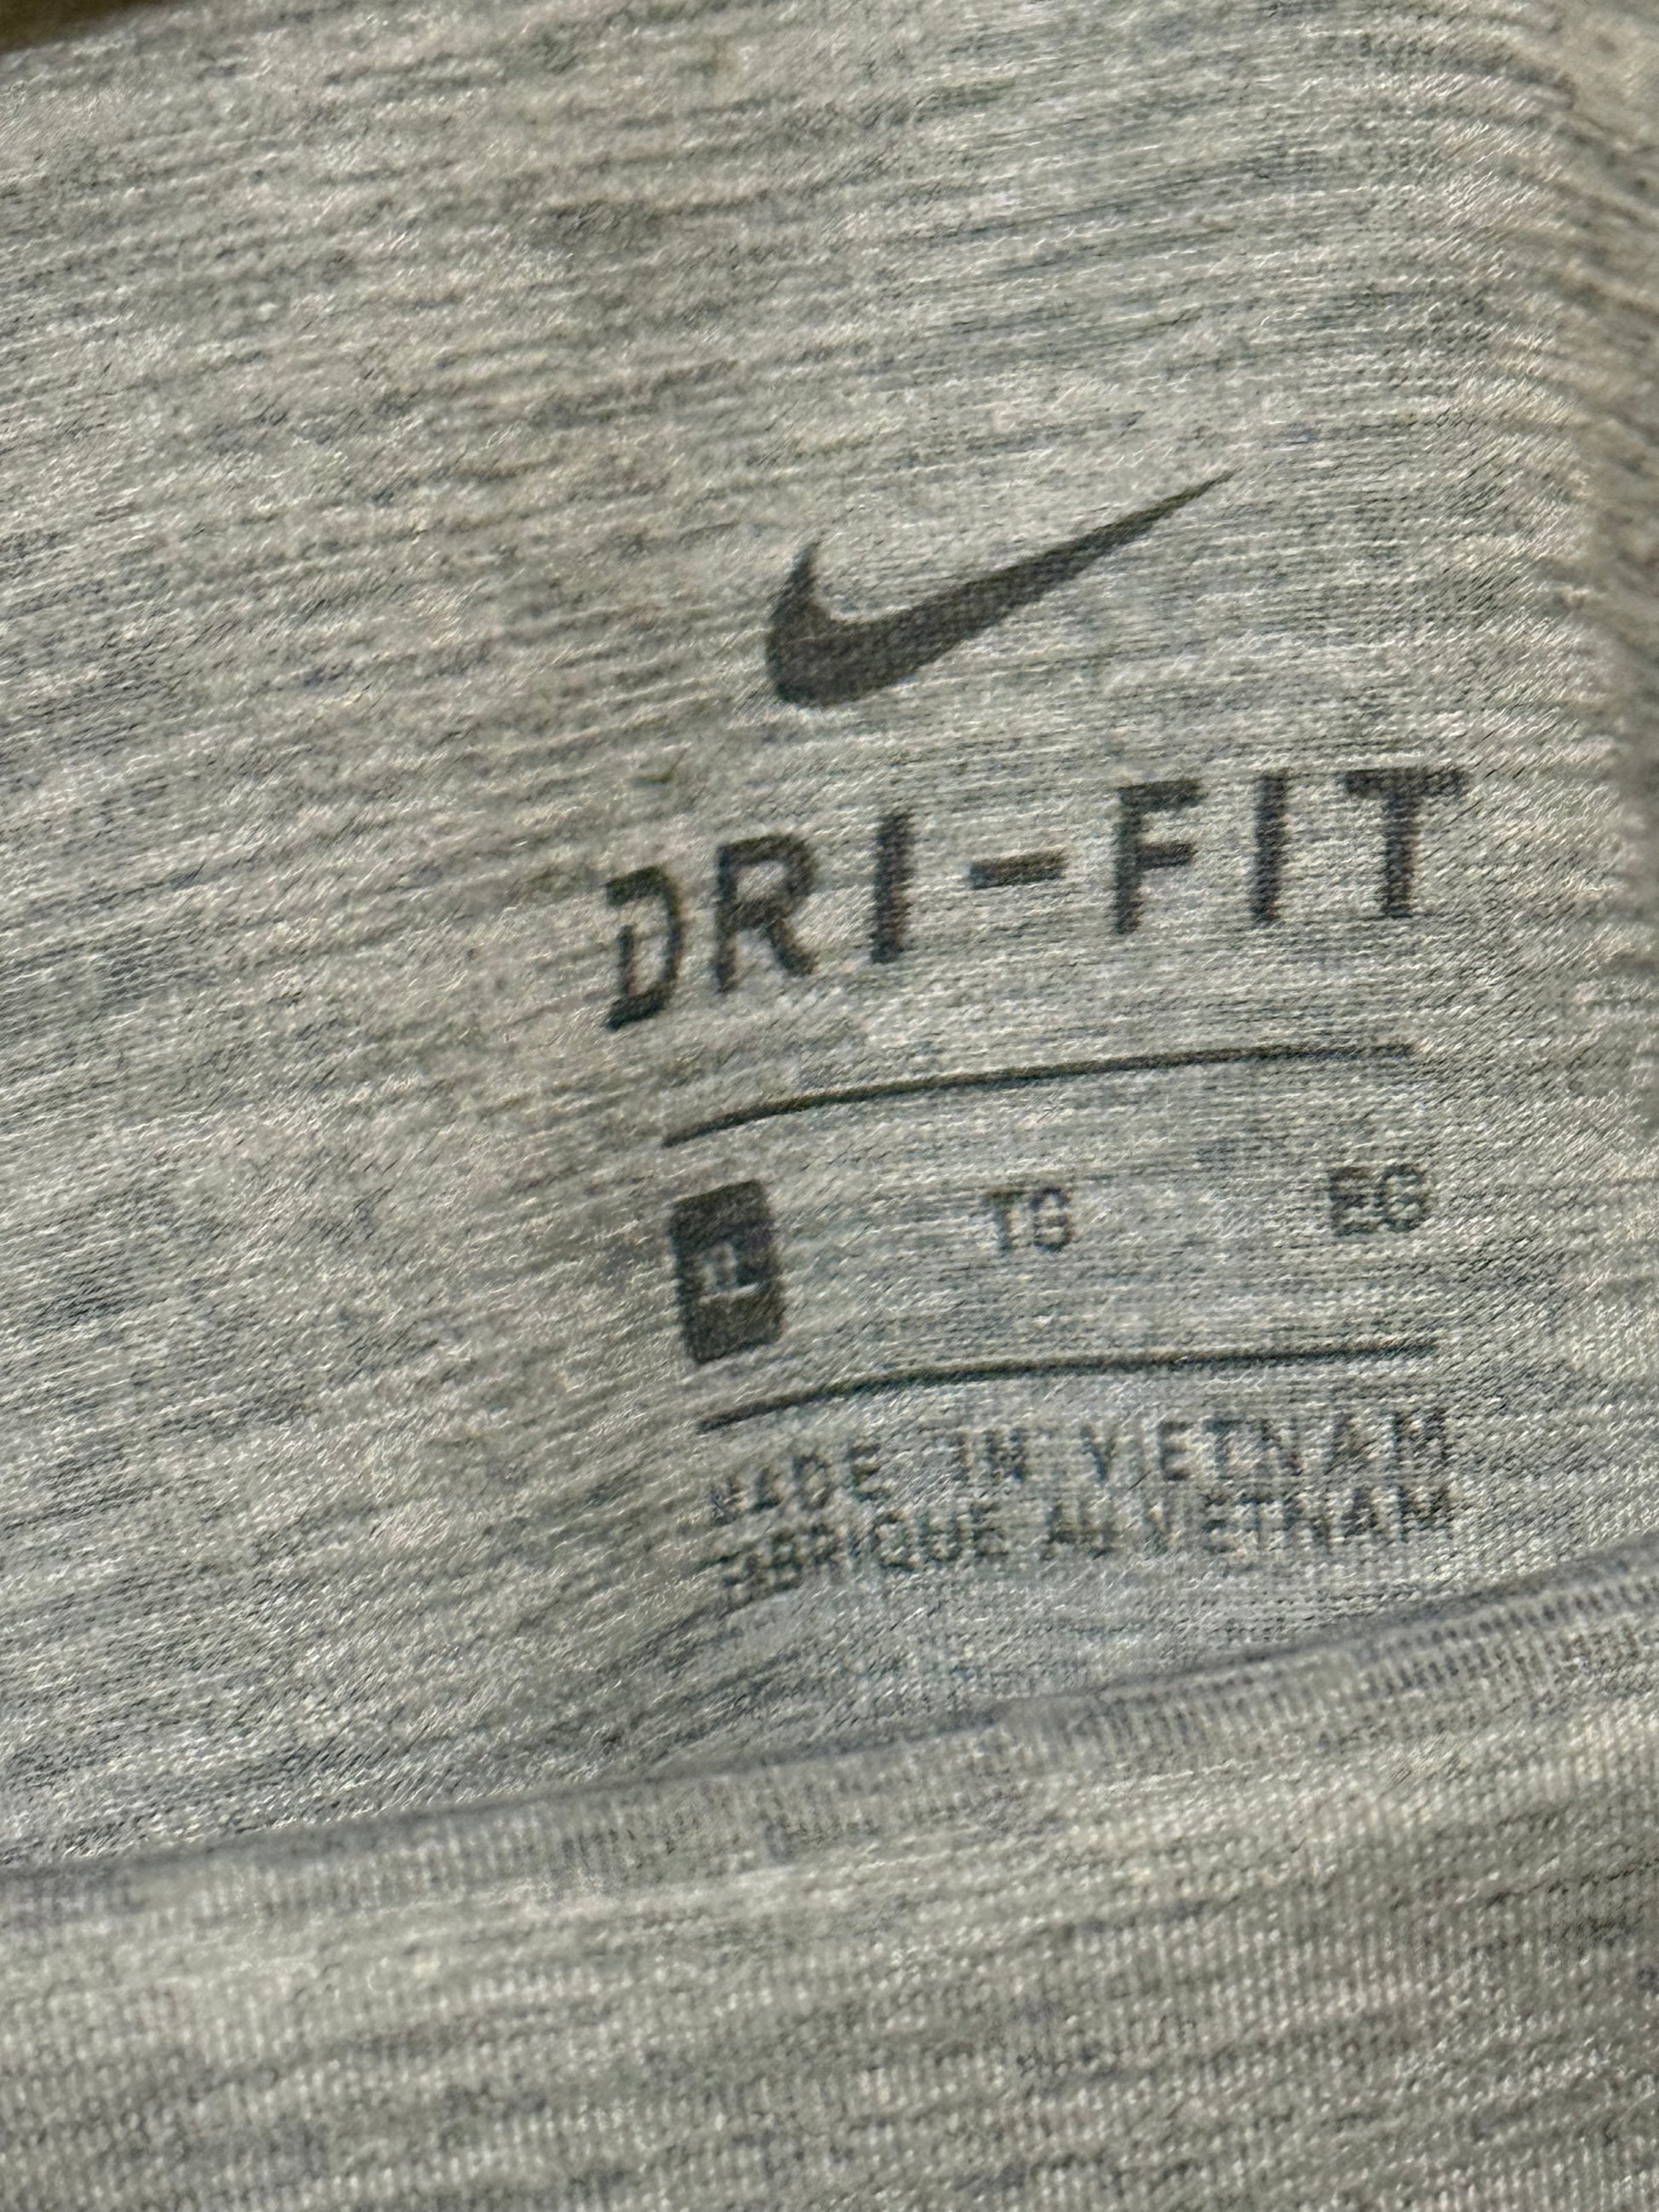 DRI-FIT
TG EG
MADE IN VIETNAM
FABRIQUE AU VIETNAM